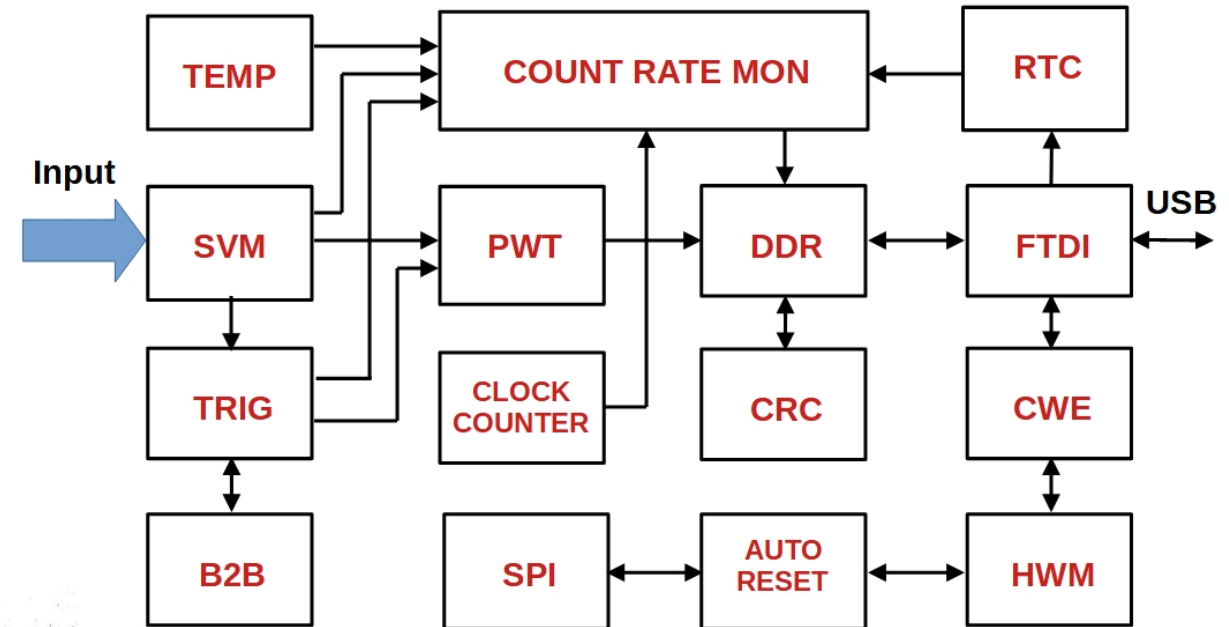 TEMP
COUNT RATE MON
RTC
Input
SVM
PWT
DDR
FTDI
USB
TRIG
CLOCK
COUNTER
CRC
CWE
B2B
SPI
AUTO
RESET
HWM